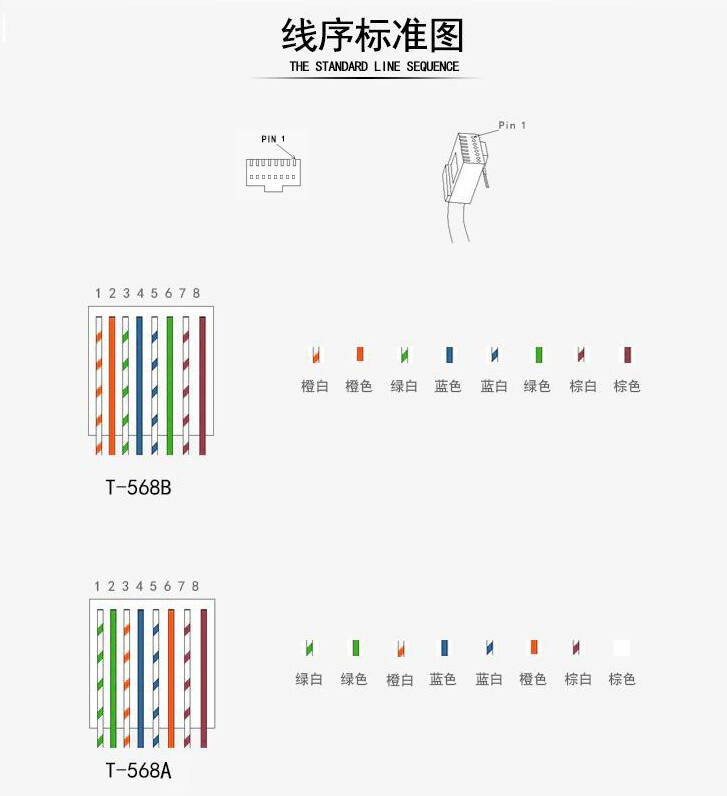 线序标准图
THE STANDARD LINE SEQUENCE
PIN 1
Pin 1
1 2 3 4 5 6 7 8
橙白 橙色 绿白 蓝色 蓝白 绿色 棕白 棕色
T-568B
1 2 3 4 5 6 7 8
绿白 绿色 橙白 蓝色 蓝白 橙色 棕白 棕色
T-568A